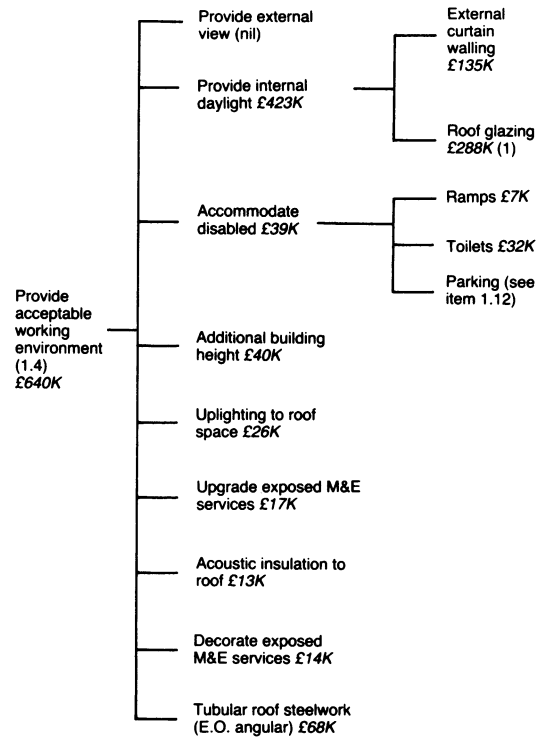 Provide
acceptable
working
environment
(1.4)
£640K
Provide external
view (nil)
Provide internal
daylight £423K
External
curtain
walling
£135K
Roof glazing
£288K (1)
Accommodate
disabled £39K
Ramps £7K
Toilets £32K
Parking (see
item 1.12)
Additional building
height £40K
Uplighting to roof
space £26K
Upgrade exposed M&E
services £17K
Acoustic insulation to
roof £13K
Decorate exposed
M&E services £14K
Tubular roof steelwork
(E.O. angular) £68K